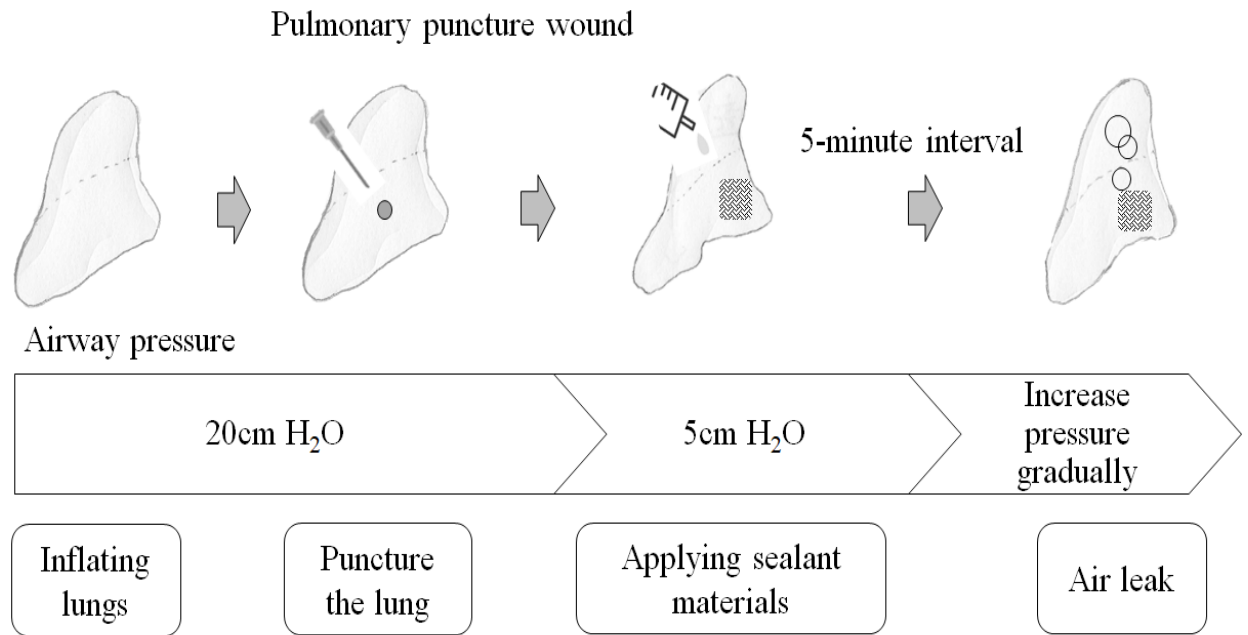 Pulmonary puncture wound
5-minute interval
Airway pressure
20cm H₂O
5cm H₂O
Increase
pressure
gradually
Inflating
lungs
Puncture
the lung
Applying sealant
materials
Air leak